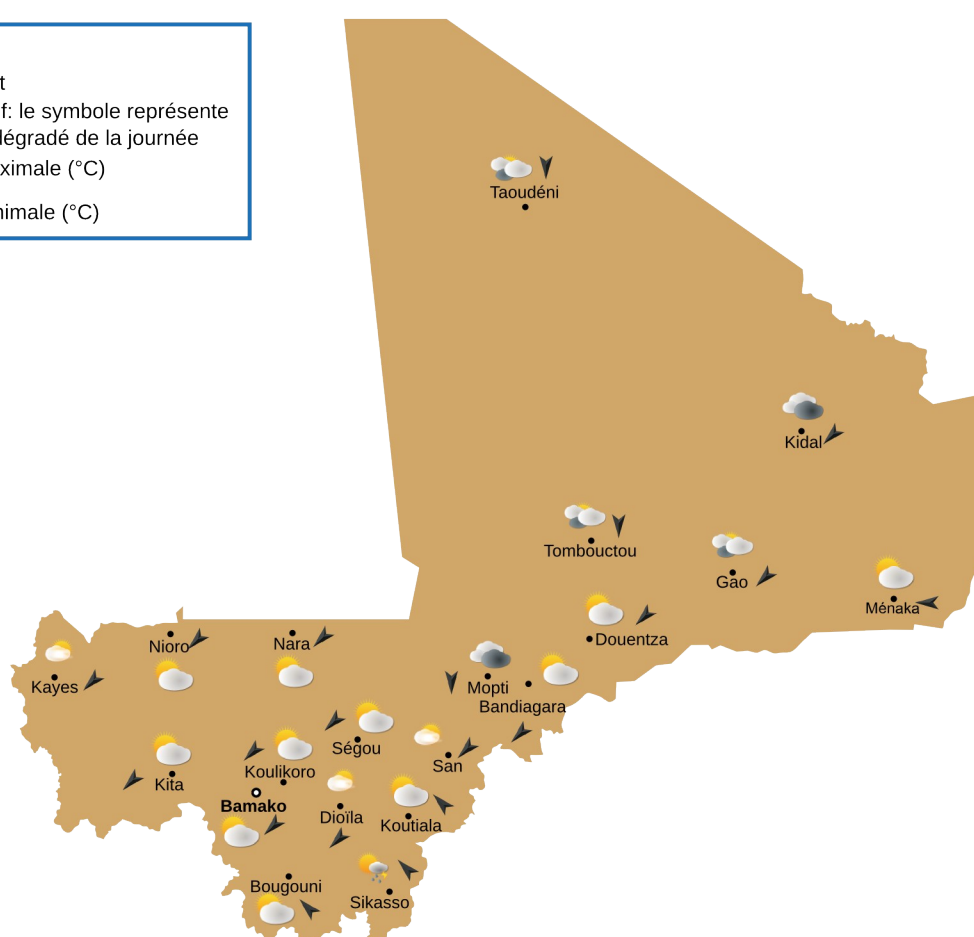 t
f: le symbole représente
dégradé de la journée
ximale (°C)
nimale (°C)
Taoudéni
Kidal
Tombouctou
Gao
Ménaka
Douentza
Nioro
Nara
Kayes
Mopti
Bandiagara
Ségou
San
Koulikoro
Kita
Bamako
Dioïla
Koutiala
Bougouni
Sikasso